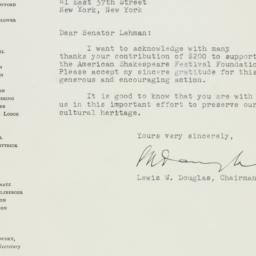 41 East 57th Street
New York, New York
Dear Senator Lehman:
I want to acknowledge with many
thanks your contribution of $200 to support
the American Shakespeare Festival Foundatio
Please accept my sincere gratitude for this
generous and encouraging action.
It is good to know that you are with
us in this important effort to preserve our
cultural heritage.
Yours very sincerely,
Lewis W. Douglas, Chairman
LODGE